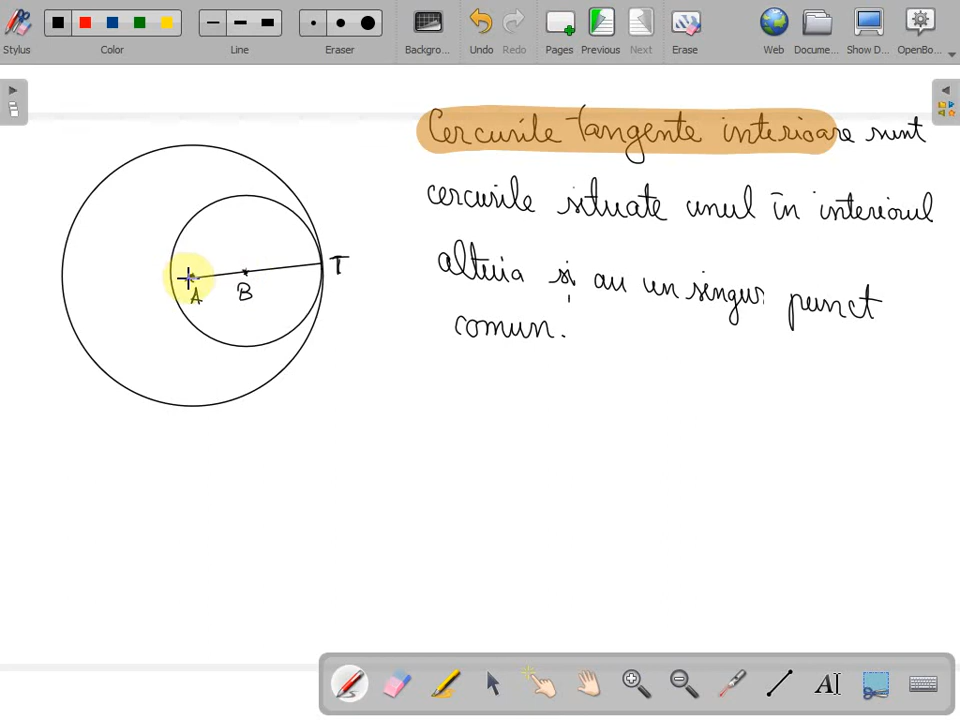 Stylus
Color
Line
Eraser
Backgro...
Undo
Redo
Pages
Previous
Next
Erase
Web
Docume...
Show D...
OpenBo...
Cercurile tangente interioare sunt
cercurile situate unul în interiorul
altuia și au un singur punct
comun.
T
A
B
A